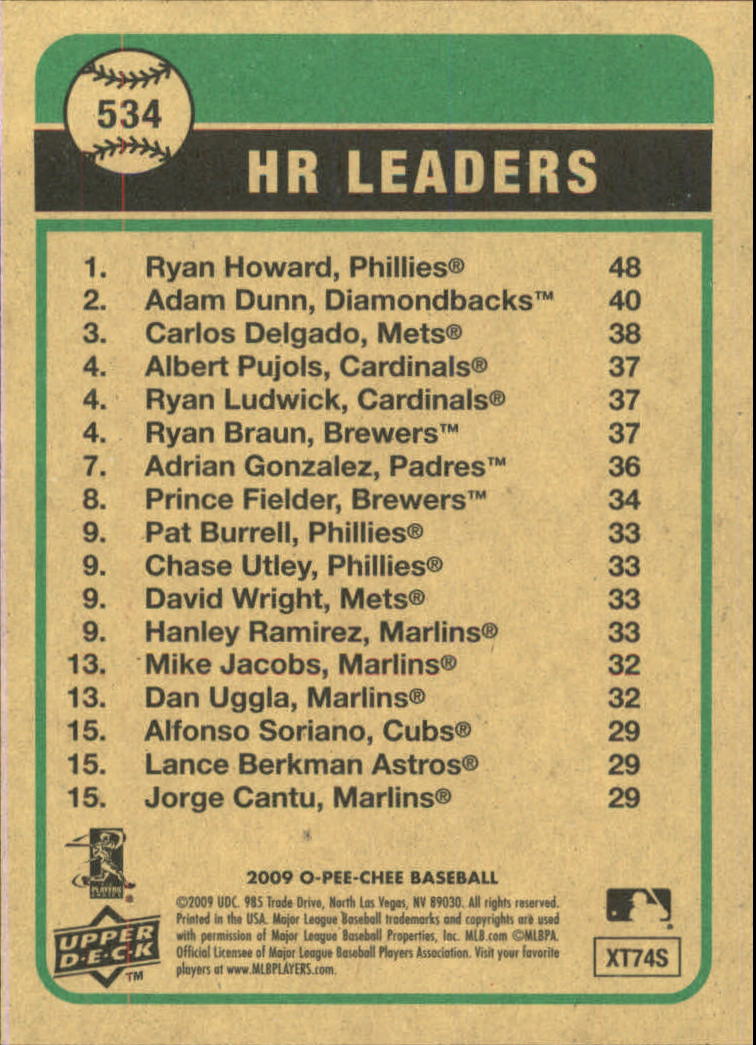 534
HR LEADERS
1. Ryan Howard, Phillies® 48
2. Adam Dunn, Diamondbacks™ 40
3. Carlos Delgado, Mets® 38
4. Albert Pujols, Cardinals® 37
4. Ryan Ludwick, Cardinals® 37
4. Ryan Braun, Brewers™ 37
7. Adrian Gonzalez, Padres™ 36
8. Prince Fielder, Brewers™ 34
9. Pat Burrell, Phillies® 33
9. Chase Utley, Phillies® 33
9. David Wright, Mets® 33
9. Hanley Ramirez, Marlins® 33
13. Mike Jacobs, Marlins® 32
13. Dan Uggla, Marlins® 32
15. Alfonso Soriano, Cubs® 29
15. Lance Berkman Astros® 29
15. Jorge Cantu, Marlins® 29
2009 O-PEE-CHEE BASEBALL
©2009 UDC. 985 Trade Drive, North Las Vegas, NV 89030. All rights reserved.
Printed in the USA. Major League Baseball trademarks and copyrights are used
with permission of Major League Baseball Properties, Inc. MLB.com ©MLBPA.
Official Licensee of Major League Baseball Players Association. Visit your favorite
players at www.MLBPLAYERS.com.
PLAYERS
®
UPPER
D·E·C·K
™
XT74S